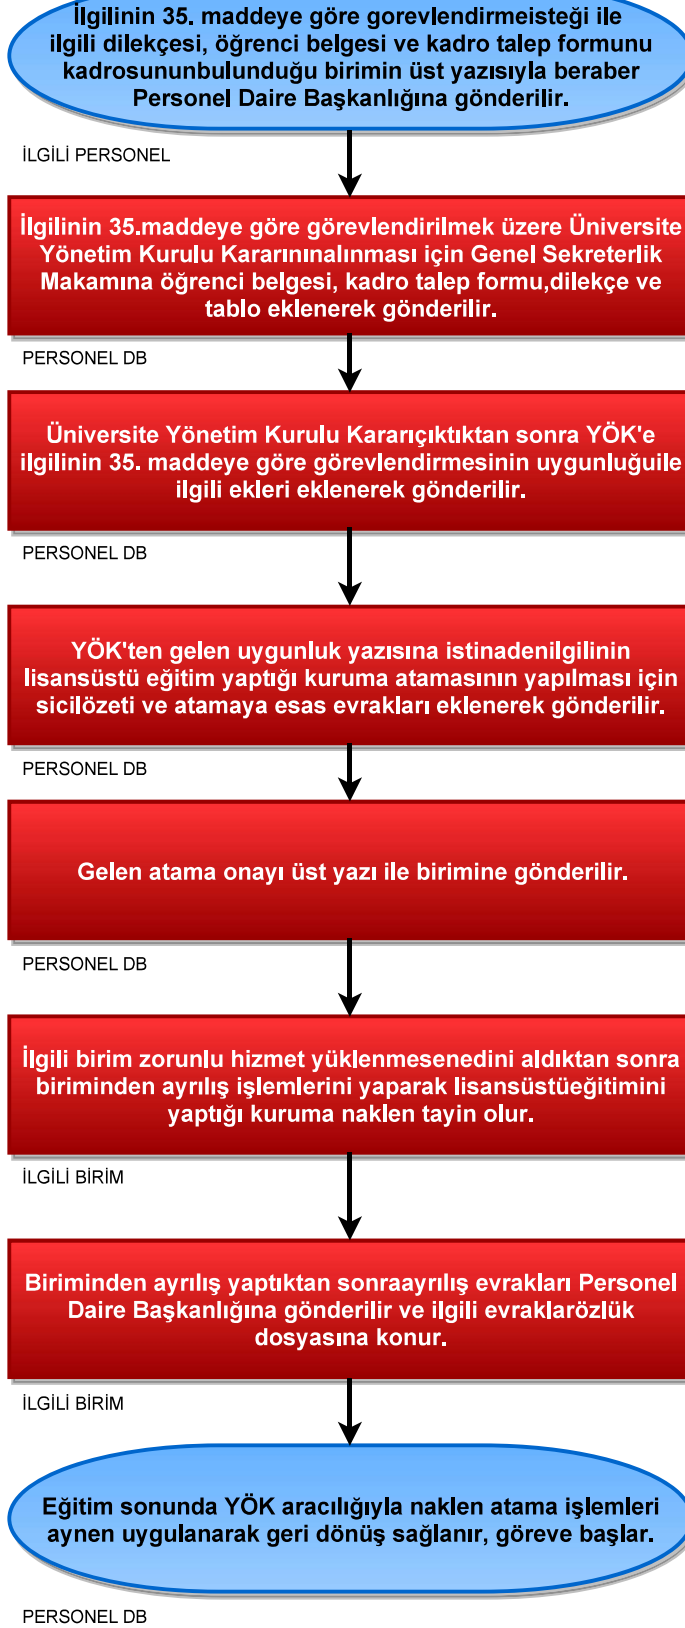 İlgilinin 35. maddeye göre gorevlendirmeisteği ile
ilgili dilekçesi, öğrenci belgesi ve kadro talep formunu
kadrosununbulunduğu birimin üst yazısıyla beraber
Personel Daire Başkanlığına gönderilir.
İLGİLİ PERSONEL
İlgilinin 35.maddeye göre görevlendirilmek üzere Üniversite
Yönetim Kurulu Kararınınalınması için Genel Sekreterlik
Makamına öğrenci belgesi, kadro talep formu,dilekçe ve
tablo eklenerek gönderilir.
PERSONEL DB
Üniversite Yönetim Kurulu Kararıçıktıktan sonra YÖK'e
ilgilinin 35. maddeye göre görevlendirmesinin uygunluğuile
ilgili ekleri eklenerek gönderilir.
PERSONEL DB
YÖK'ten gelen uygunluk yazısına istinadenilgilinin
lisansüstü eğitim yaptığı kuruma atamasının yapılması için
sicilözeti ve atamaya esas evrakları eklenerek gönderilir.
PERSONEL DB
Gelen atama onayı üst yazı ile birimine gönderilir.
PERSONEL DB
İlgili birim zorunlu hizmet yüklenmesenedini aldıktan sonra
biriminden ayrılış işlemlerini yaparak lisansüstüeğitimini
yaptığı kuruma naklen tayin olur.
İLGİLİ BİRİM
Biriminden ayrılış yaptıktan sonraayrılış evrakları Personel
Daire Başkanlığına gönderilir ve ilgili evraklarözlük
dosyasına konur.
İLGİLİ BİRİM
Eğitim sonunda YÖK aracılığıyla naklen atama işlemleri
aynen uygulanarak geri dönüş sağlanır, göreve başlar.
PERSONEL DB